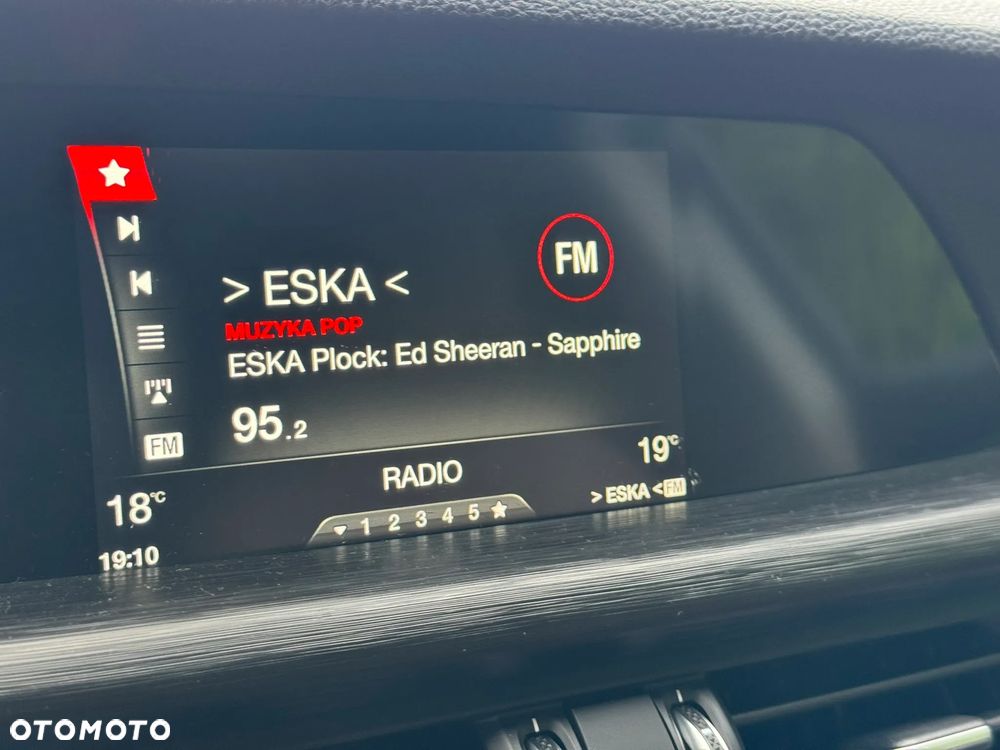 > ESKA <
FM
MUZYKA POP
ESKA Plock: Ed Sheeran - Sapphire
95.2
FM
18°C
RADIO
19°C
1 2 3 4 5
> ESKA < FM
19:10
OTOMOTO